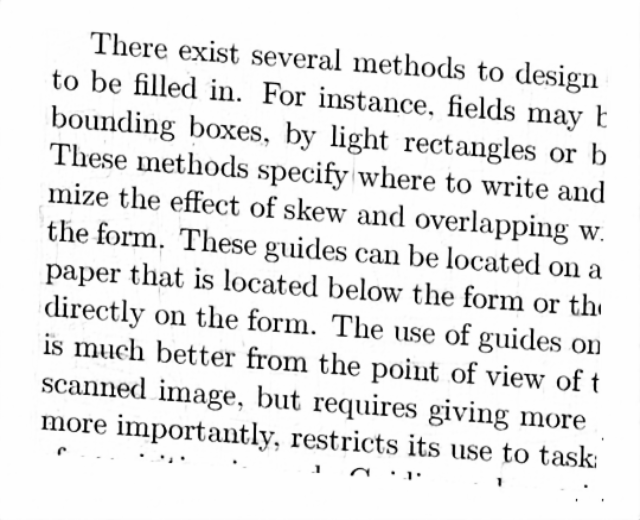 There exist several methods to design
to be filled in. For instance, fields may
bounding boxes, by light rectangles or
These methods specify where to write and
mize the effect of skew and overlapping
the form. These guides can be located on a
paper that is located below the form or
directly on the form. The use of guides on
is much better from the point of view of
scanned image, but requires giving more
more importantly, restricts its use to